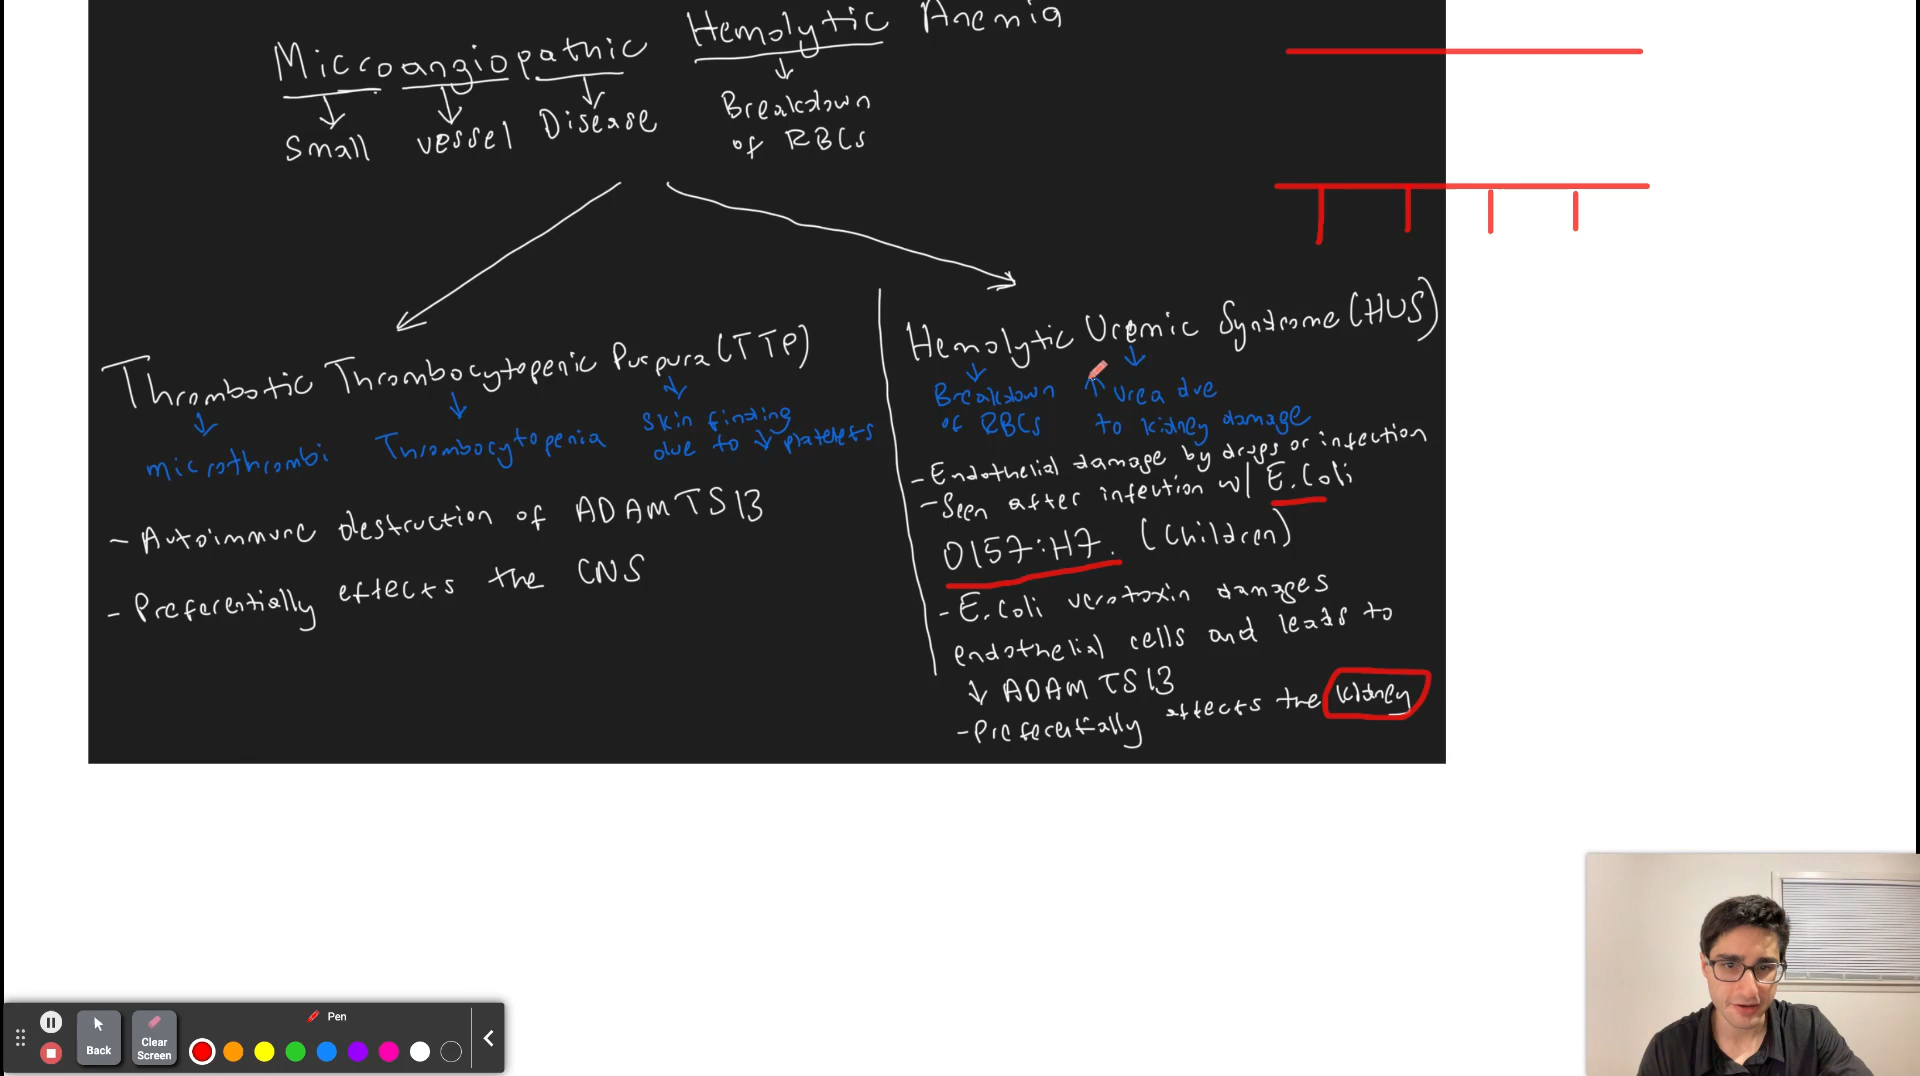 Microangiopathic Hemolytic Anemia
Small vessel Disease
Breakdown
of RBCs
Thrombotic Thrombocytopenic Purpura (TTP)
microthrombi Thrombocytopenia
Skin finding
due to ↓ platelets
- Autoimmune destruction of ADAMTS13
- Preferentially effects the CNS
Hemolytic Uremic Syndrome (HUS)
Breakdown
of RBCs
↑ Urea due
to kidney damage
- Endothelial damage by drugs or infection
- Seen after infection w/ E.Coli
O157:H7. (Children)
- E.Coli verotoxin damages
endothelial cells and leads to
↓ ADAMTS13
- Preferentially effects the kidney
Pen
Back
Clear
Screen